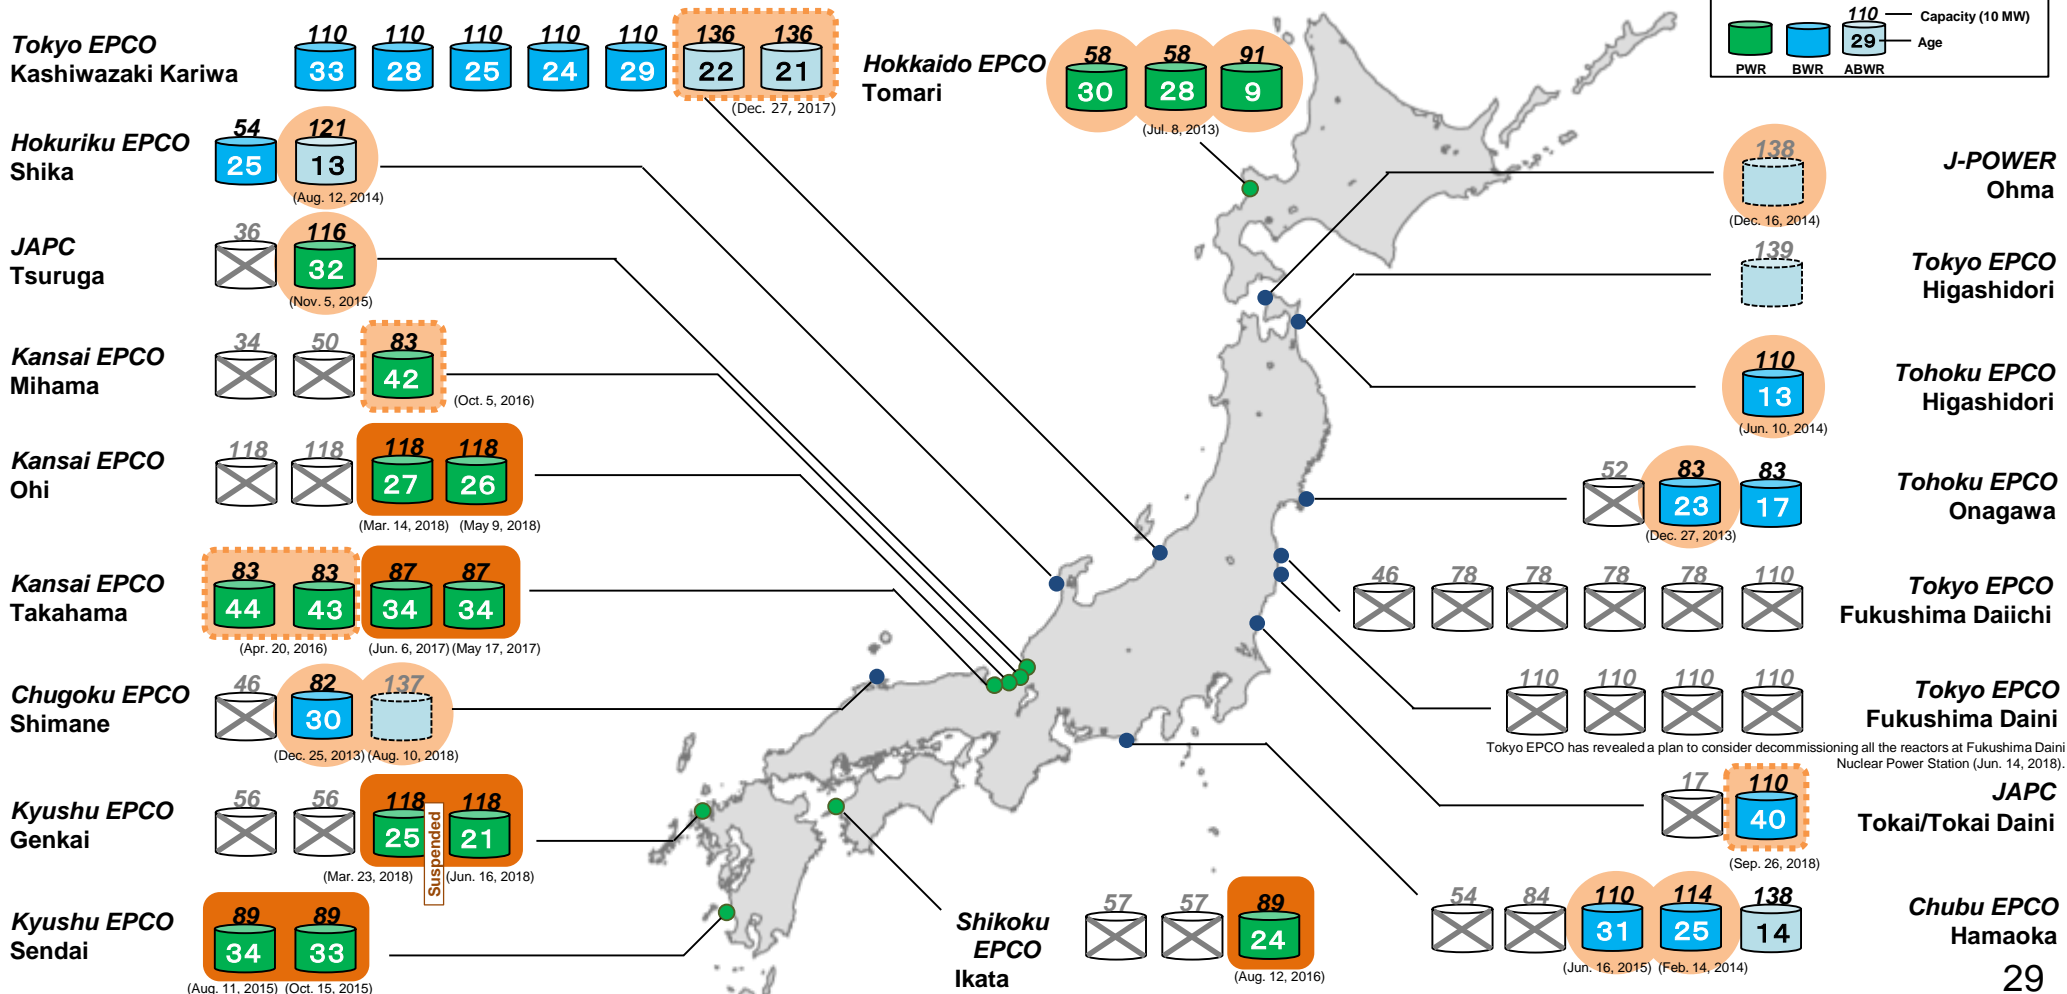 110 Capacity (10 MW)
29 Age
PWR BWR ABWR
Tokyo EPCO
Kashiwazaki Kariwa
110 110 110 110 110 136 136
33 28 25 24 29 22 21
(Dec. 27, 2017)
Hokkaido EPCO
Tomari
58 58 91
30 28 9
(Jul. 8, 2013)
Hokuriku EPCO
Shika
54 121
25 13
(Aug. 12, 2014)
JAPC
Tsuruga
36 116
32
(Nov. 5, 2015)
Kansai EPCO
Mihama
34 50 83
42
(Oct. 5, 2016)
Kansai EPCO
Ohi
118 118 118 118
27 26
(Mar. 14, 2018) (May 9, 2018)
Kansai EPCO
Takahama
83 83 87 87
44 43 34 34
(Apr. 20, 2016) (Jun. 6, 2017) (May 17, 2017)
Chugoku EPCO
Shimane
46 82 137
30
(Dec. 25, 2013) (Aug. 10, 2018)
Kyushu EPCO
Genkai
56 56 118 118
25 21
Suspended
(Mar. 23, 2018) (Jun. 16, 2018)
Kyushu EPCO
Sendai
89 89
34 33
(Aug. 11, 2015) (Oct. 15, 2015)
Shikoku
EPCO
Ikata
57 57 89
24
(Aug. 12, 2016)
138
J-POWER
Ohma
(Dec. 16, 2014)
139
Tokyo EPCO
Higashidori
110
13
Tohoku EPCO
Higashidori
(Jun. 10, 2014)
52 83 83
23 17
Tohoku EPCO
Onagawa
(Dec. 27, 2013)
46 78 78 78 78 110
Tokyo EPCO
Fukushima Daiichi
110 110 110 110
Tokyo EPCO
Fukushima Daini
Tokyo EPCO has revealed a plan to consider decommissioning all the reactors at Fukushima Daini
Nuclear Power Station (Jun. 14, 2018).
17 110
40
JAPC
Tokai/Tokai Daini
(Sep. 26, 2018)
54 84 110 114 138
31 25 14
Chubu EPCO
Hamaoka
(Jun. 16, 2015) (Feb. 14, 2014)
29